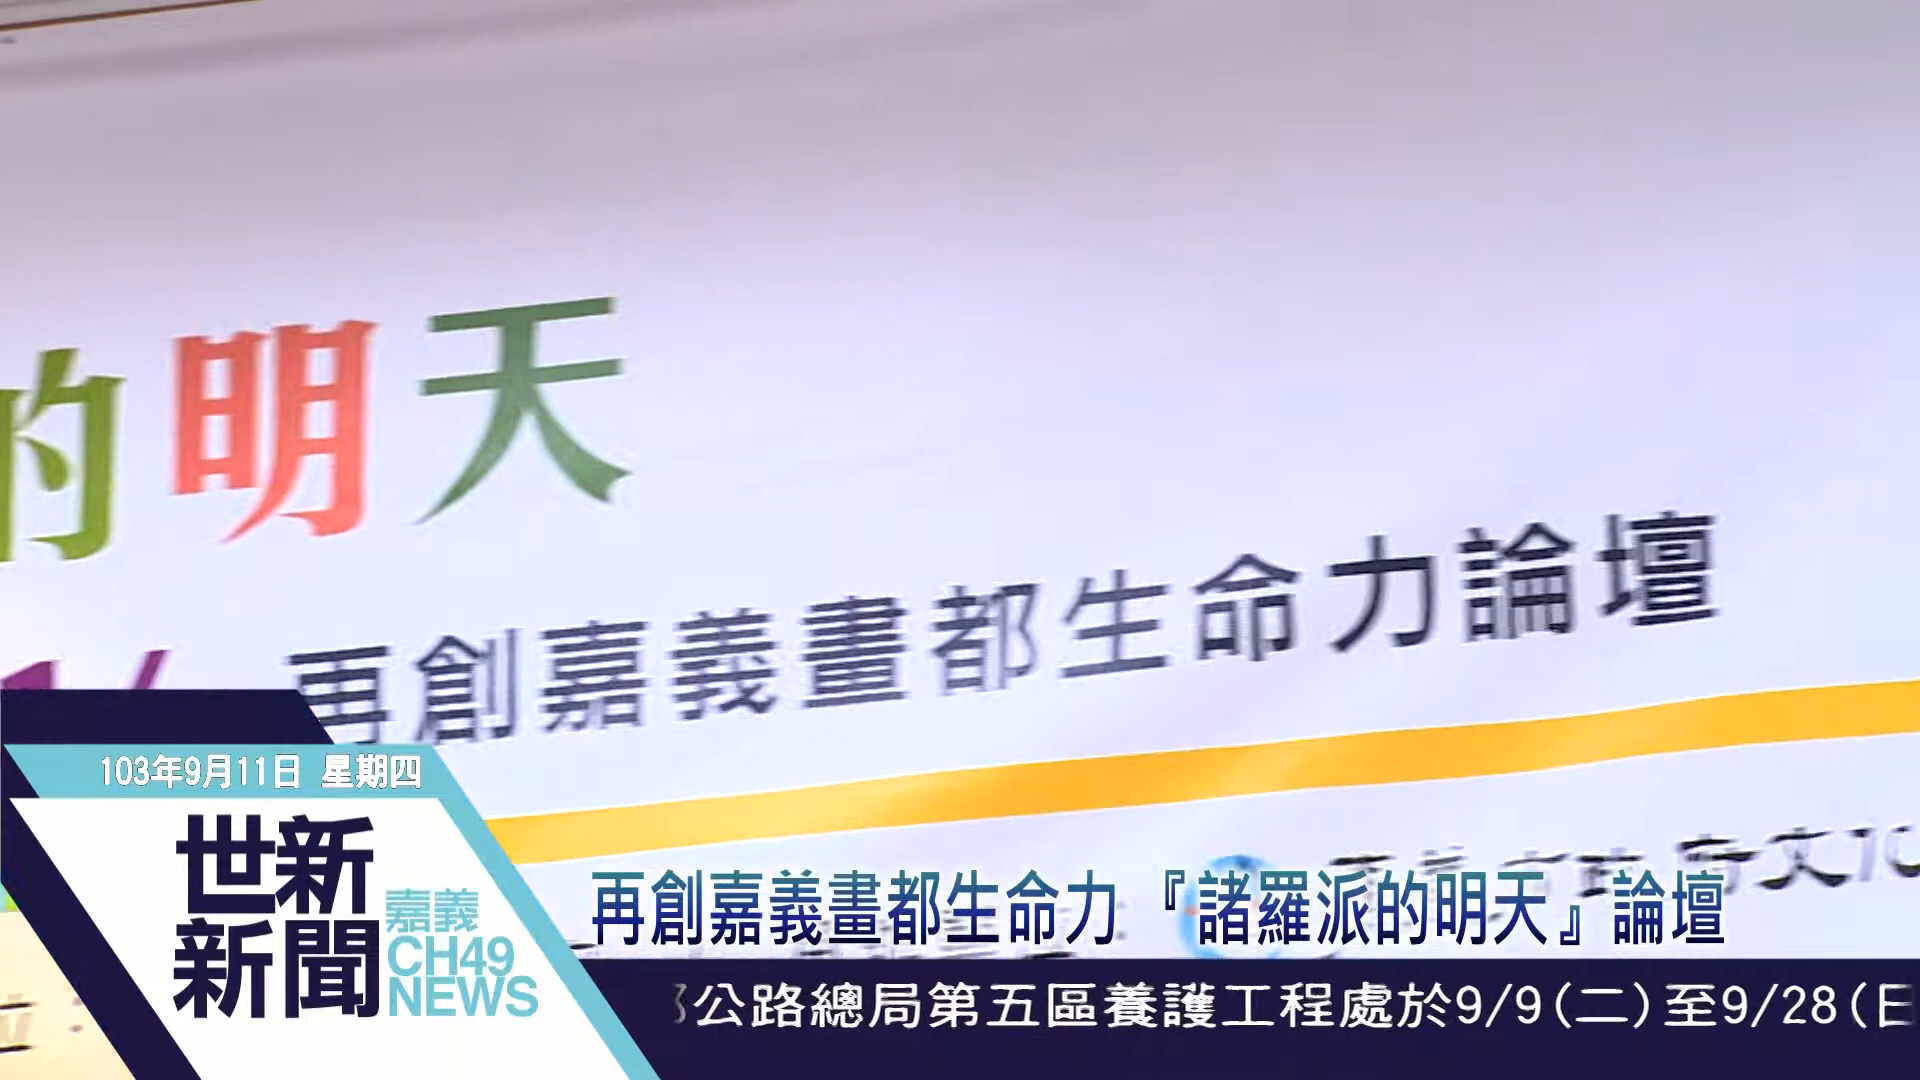 的明天
再創嘉義畫都生命力論壇
103年9月11日 星期四
世新
新聞
嘉義
CH49
NEWS
再創嘉義畫都生命力『諸羅派的明天』論壇
公路總局第五區養護工程處於9/9(二)至9/28(日